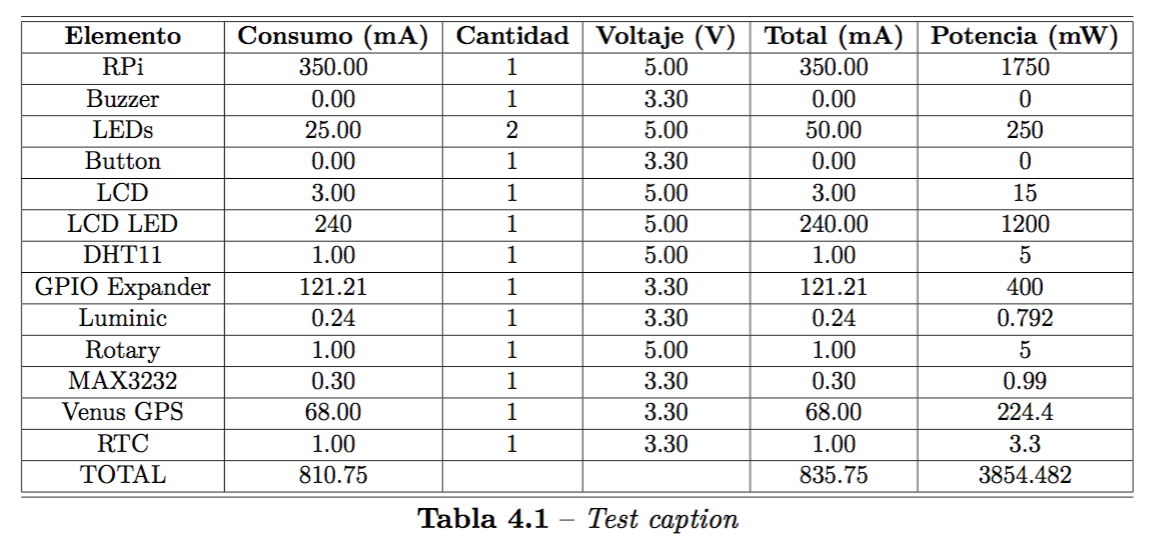 Elemento Consumo (mA) Cantidad Voltaje (V) Total (mA) Potencia (mW)
RPi 350.00 1 5.00 350.00 1750
Buzzer 0.00 1 3.30 0.00 0
LEDs 25.00 2 5.00 50.00 250
Button 0.00 1 3.30 0.00 0
LCD 3.00 1 5.00 3.00 15
LCD LED 240 1 5.00 240.00 1200
DHT11 1.00 1 5.00 1.00 5
GPIO Expander 121.21 1 3.30 121.21 400
Luminic 0.24 1 3.30 0.24 0.792
Rotary 1.00 1 5.00 1.00 5
MAX3232 0.30 1 3.30 0.30 0.99
Venus GPS 68.00 1 3.30 68.00 224.4
RTC 1.00 1 3.30 1.00 3.3
TOTAL 810.75 835.75 3854.482
Tabla 4.1 – Test caption